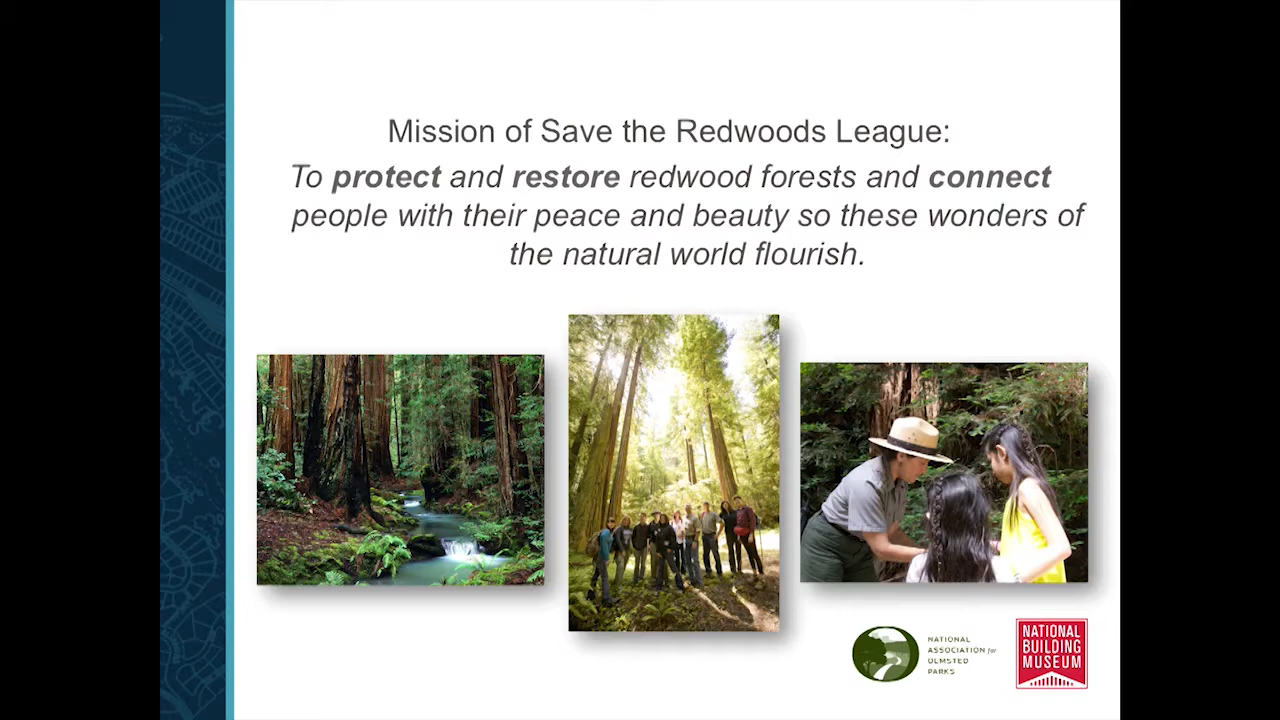 Mission of Save the Redwoods League:
To protect and restore redwood forests and connect
people with their peace and beauty so these wonders of
the natural world flourish.
NATIONAL
ASSOCIATION for
OLMSTED
PARKS
NATIONAL
BUILDING
MUSEUM